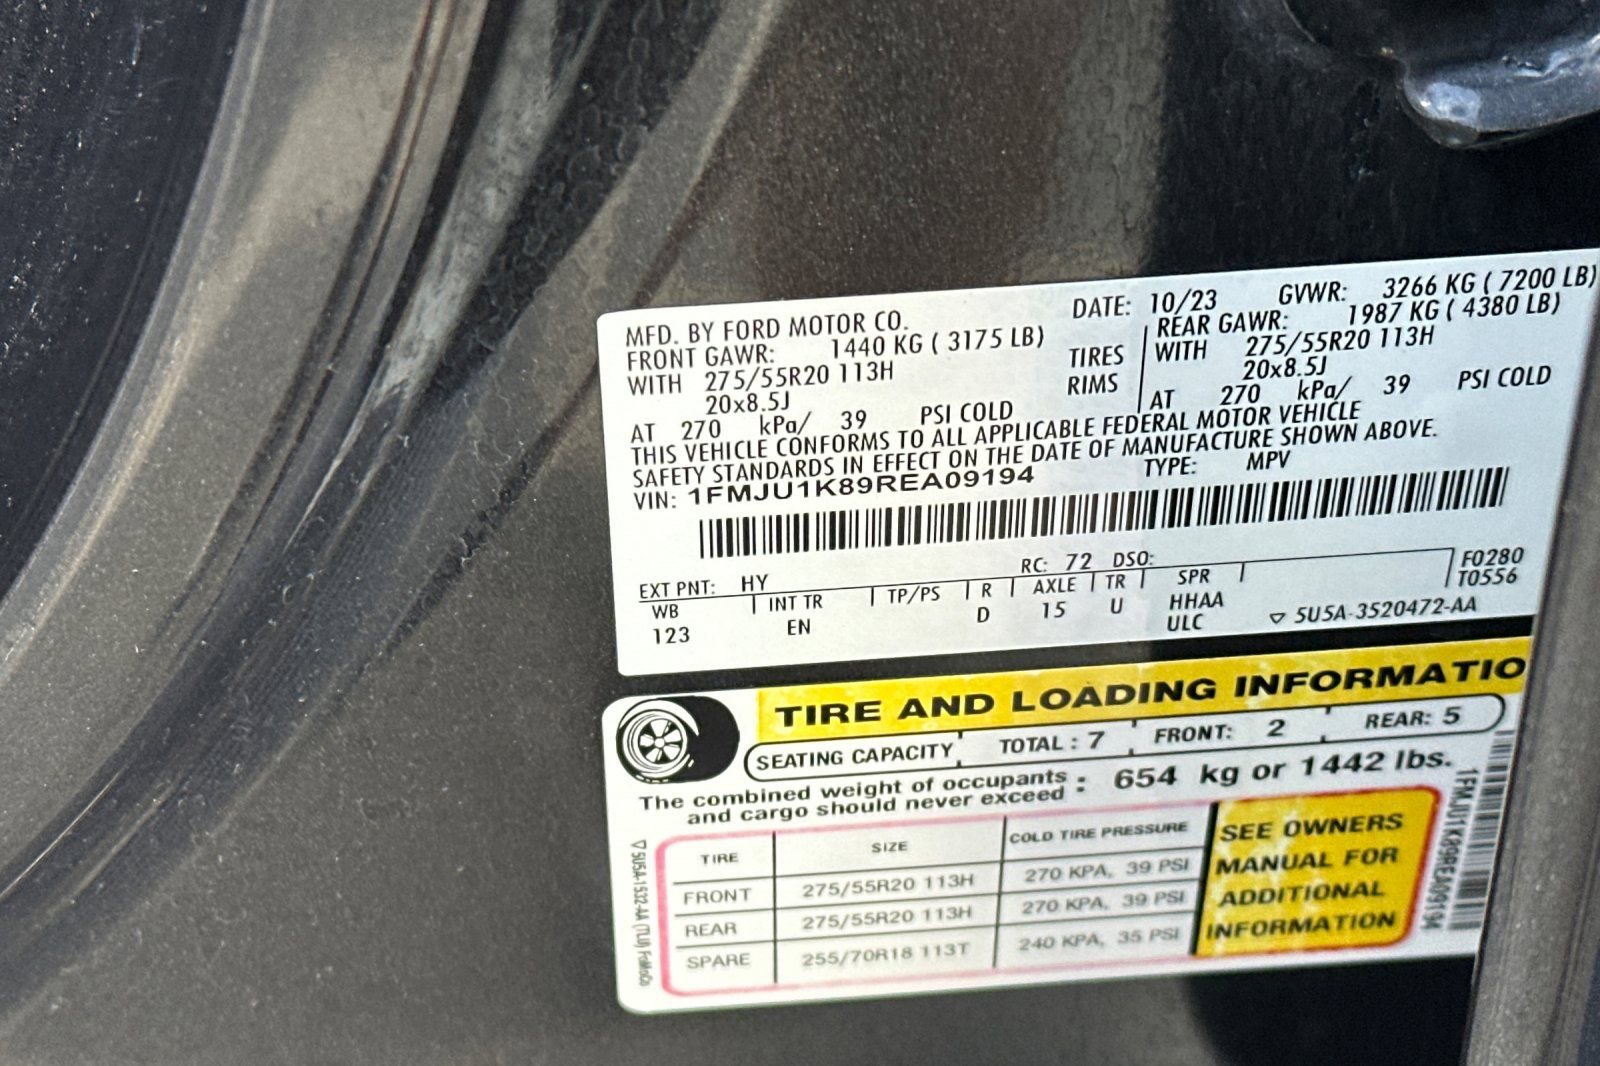 MFD. BY FORD MOTOR CO. DATE: 10/23 GVWR: 3266 KG ( 7200 LB)
FRONT GAWR: 1440 KG ( 3175 LB) REAR GAWR: 1987 KG ( 4380 LB)
WITH 275/55R20 113H TIRES WITH 275/55R20 113H
20x8.5J RIMS 20x8.5J
AT 270 kPa/ 39 PSI COLD AT 270 kPa/ 39 PSI COLD
THIS VEHICLE CONFORMS TO ALL APPLICABLE FEDERAL MOTOR VEHICLE
SAFETY STANDARDS IN EFFECT ON THE DATE OF MANUFACTURE SHOWN ABOVE.
VIN: 1FMJU1K89REA09194 TYPE: MPV
EXT PNT: HY RC: 72 DSO: F0280
WB INT TR TP/PS R AXLE TR SPR T0556
123 EN D 15 U HHAA
ULC ▽ 5U5A-3520472-AA
TIRE AND LOADING INFORMATIO
SEATING CAPACITY TOTAL : 7 FRONT: 2 REAR: 5
The combined weight of occupants
and cargo should never exceed : 654 kg or 1442 lbs.
TIRE SIZE COLD TIRE PRESSURE
FRONT 275/55R20 113H 270 KPA, 39 PSI
REAR 275/55R20 113H 270 KPA, 39 PSI
SPARE 255/70R18 113T 240 KPA, 35 PSI
SEE OWNERS
MANUAL FOR
ADDITIONAL
INFORMATION
1FMJU1K89REA09194
▽ 5U5A-1532-AA (TLU) FoMoCo